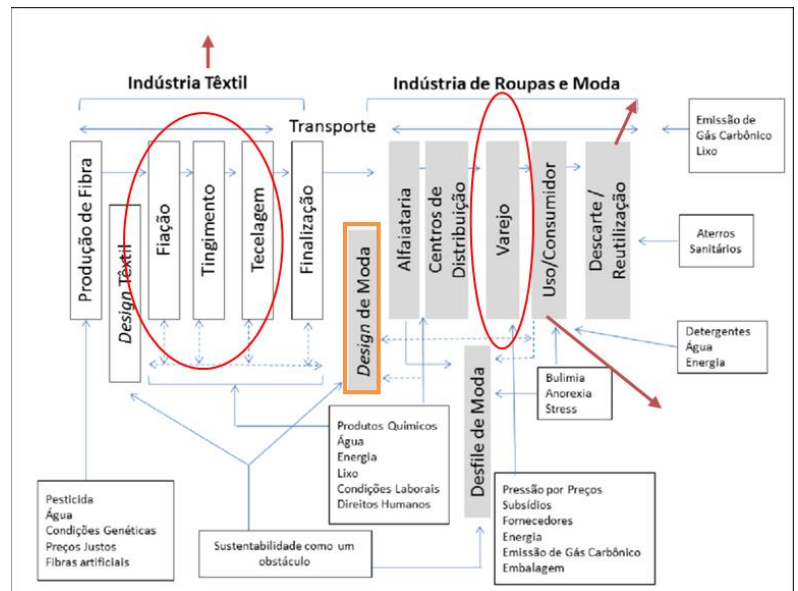 Indústria Têxtil
Indústria de Roupas e Moda
Transporte
Produção de Fibra
Design Têxtil
Fiação
Tingimento
Tecelagem
Finalização
Design de Moda
Alfaiataria
Centros de
Distribuição
Varejo
Uso/Consumidor
Descarte /
Reutilização
Desfile de Moda
Emissão de
Gás Carbônico
Lixo
Aterros
Sanitários
Detergentes
Água
Energia
Bulimia
Anorexia
Stress
Produtos Químicos
Água
Energia
Lixo
Condições Laborais
Direitos Humanos
Pressão por Preços
Subsídios
Fornecedores
Energia
Emissão de Gás Carbônico
Embalagem
Pesticida
Água
Condições Genéticas
Preços Justos
Fibras artificiais
Sustentabilidade como um
obstáculo